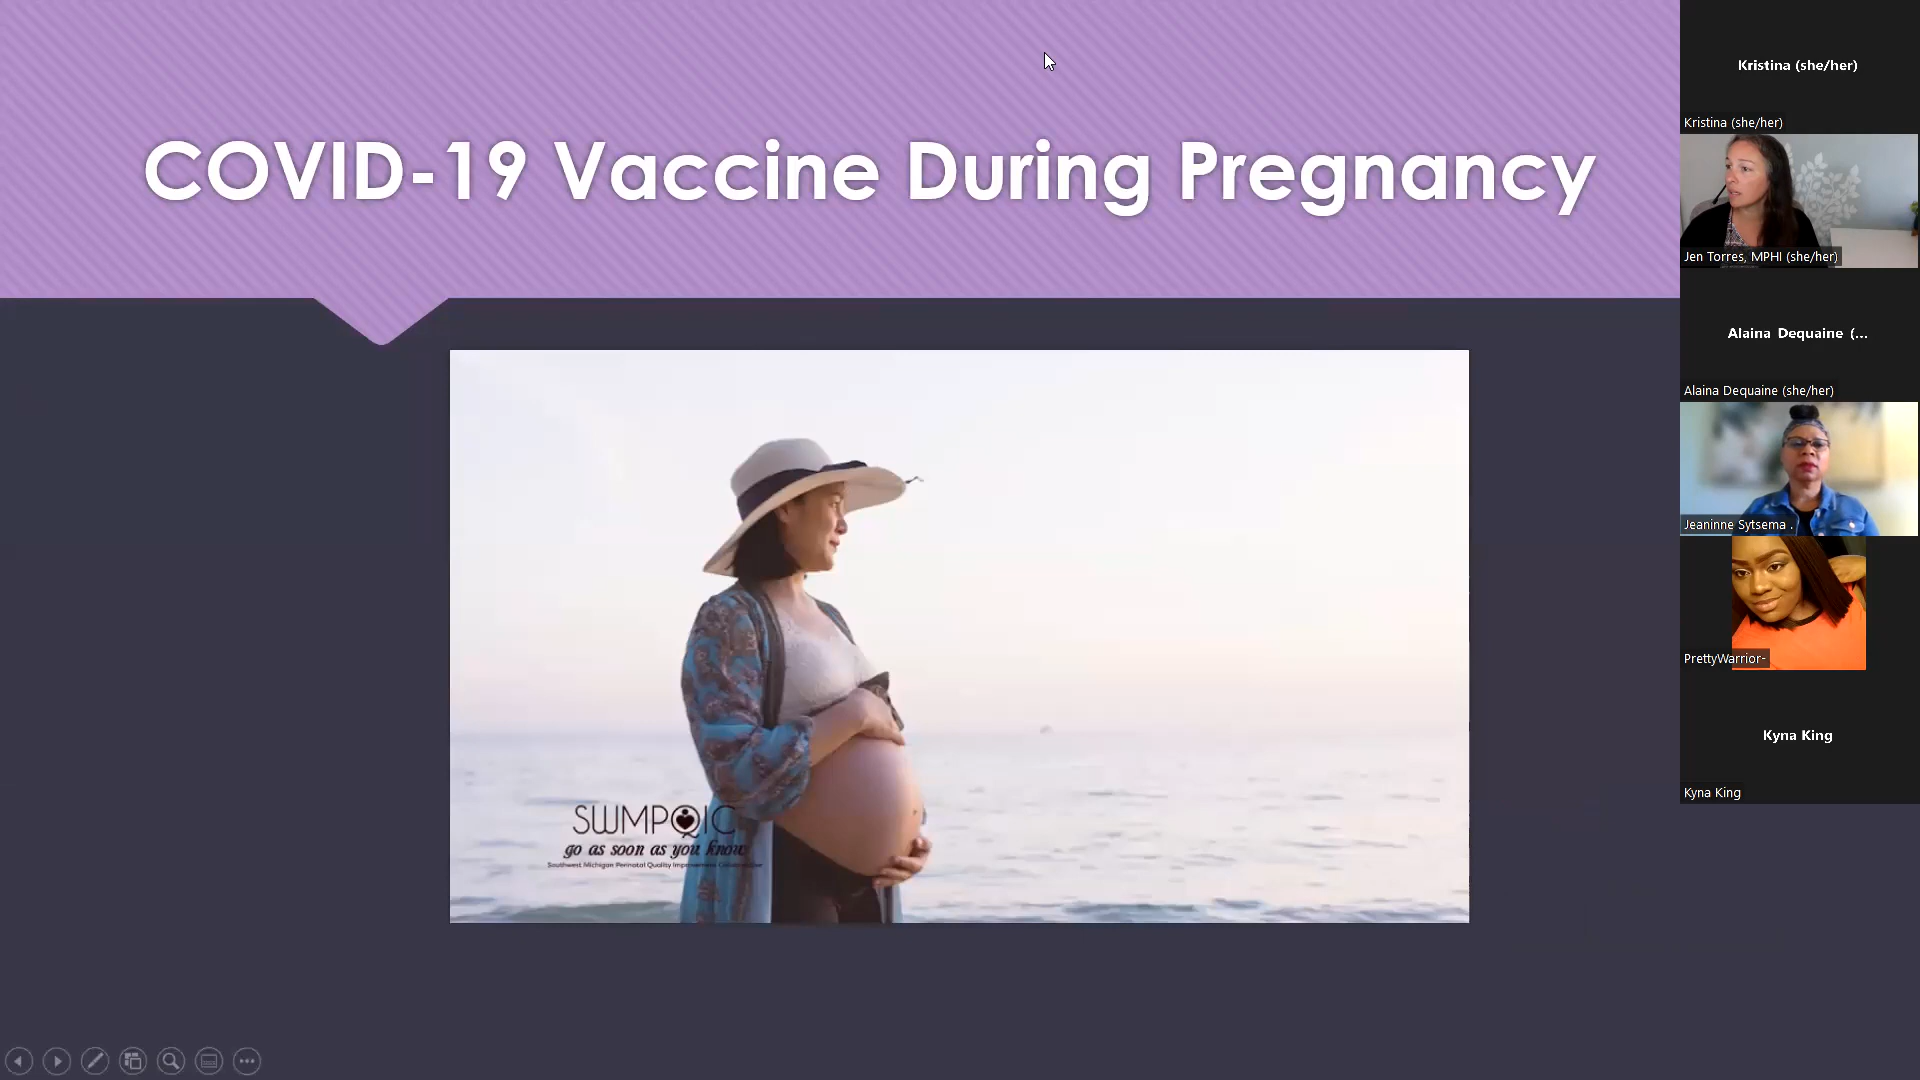 COVID-19 Vaccine During Pregnancy
SWMPQIC
go as soon as you know
Southwest Michigan Perinatal Quality Improvement Collaborative
Kristina (she/her)
Kristina (she/her)
Jen Torres, MPHI (she/her)
Alaina Dequaine (...
Alaina Dequaine (she/her)
Jeaninne Sytsema .
PrettyWarrior-
Kyna King
Kyna King